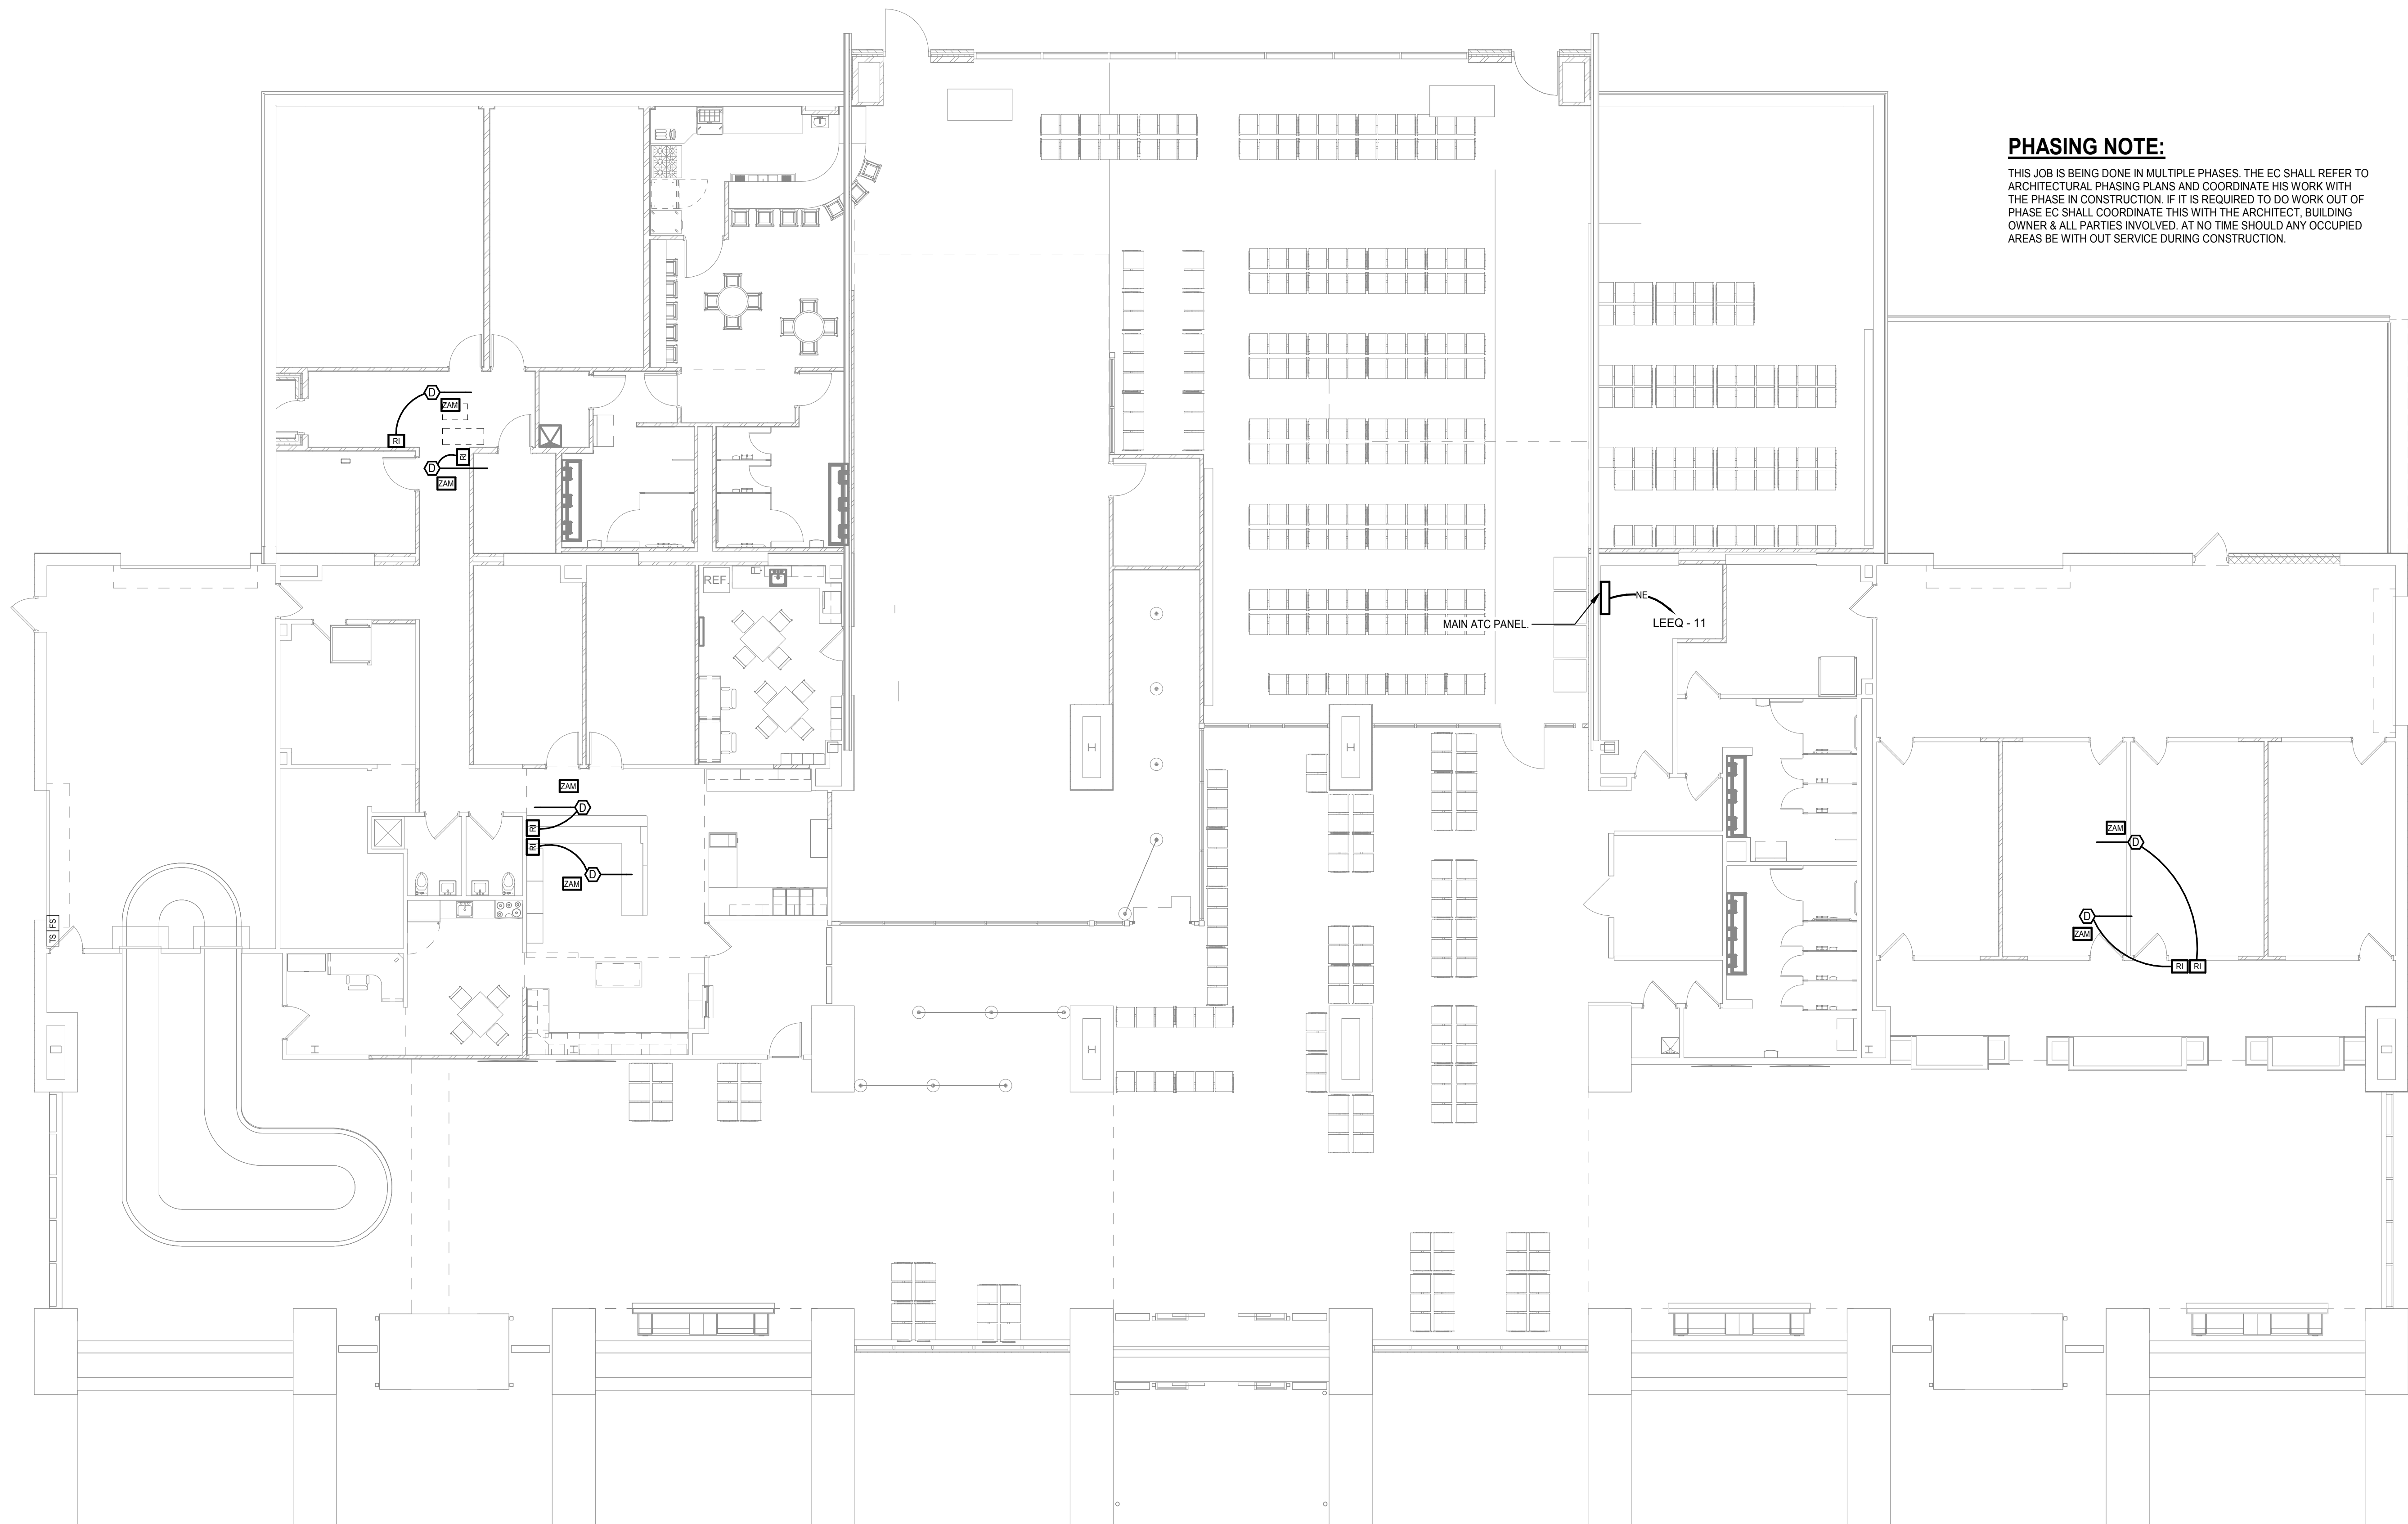 PHASING NOTE:
THIS JOB IS BEING DONE IN MULTIPLE PHASES. THE EC SHALL REFER TO
ARCHITECTURAL PHASING PLANS AND COORDINATE HIS WORK WITH
THE PHASE IN CONSTRUCTION. IF IT IS REQUIRED TO DO WORK OUT OF
PHASE EC SHALL COORDINATE THIS WITH THE ARCHITECT, BUILDING
OWNER & ALL PARTIES INVOLVED. AT NO TIME SHOULD ANY OCCUPIED
AREAS BE WITH OUT SERVICE DURING CONSTRUCTION.
D
ZAM
RI
RI
D
ZAM
REF.
NE
MAIN ATC PANEL.
LEEQ - 11
ZAM
D
RI
RI
D
ZAM
ZAM
D
D
ZAM
RI
RI
FS
TS